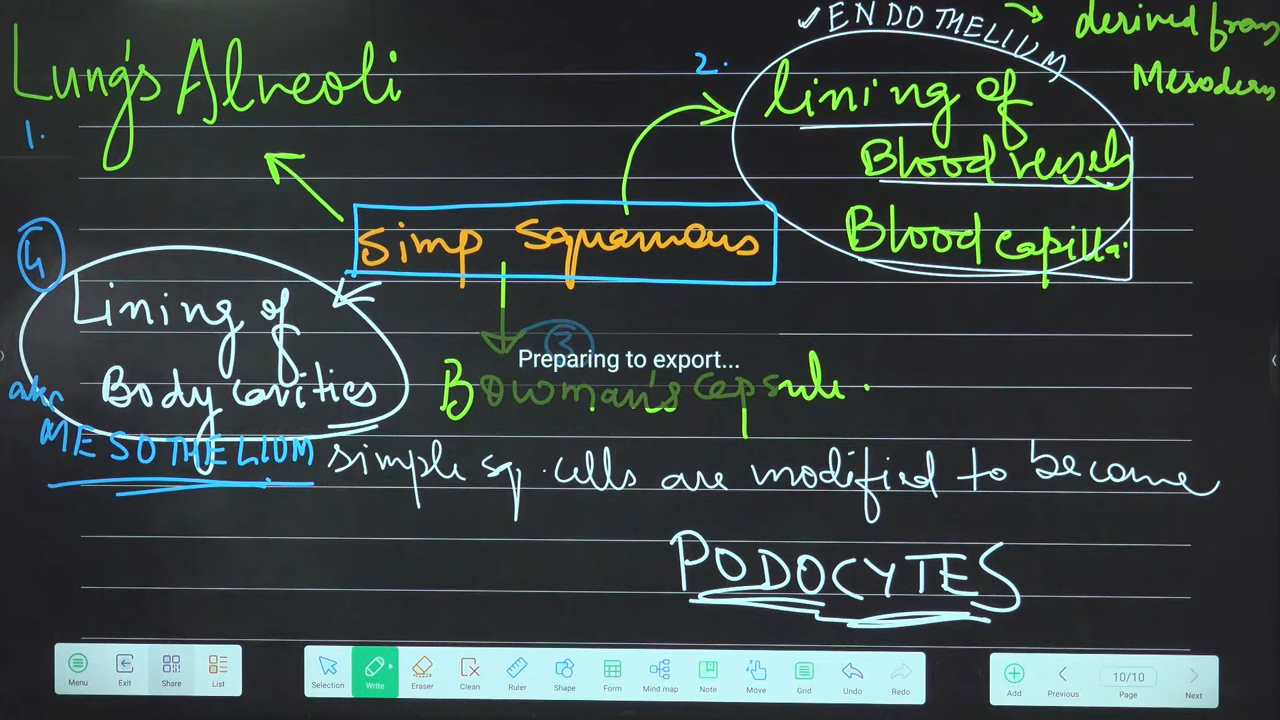 ✓ENDOTHELIUM → derived from
Mesoderm
Lung's Alveoli
1.
2.
lining of
Blood vessels
Blood capilla
Simp Squamous
4
Lining of
Body cavities
aka
MESOTHELIUM
3
Preparing to export...
Bowman's capsule.
simple sq. cells are modified to become
PODOCYTES
Menu Exit Share List Selection Write Eraser Clean Ruler Shape Form Mind map Note Move Grid Undo Redo Add Previous 10/10 Page Next